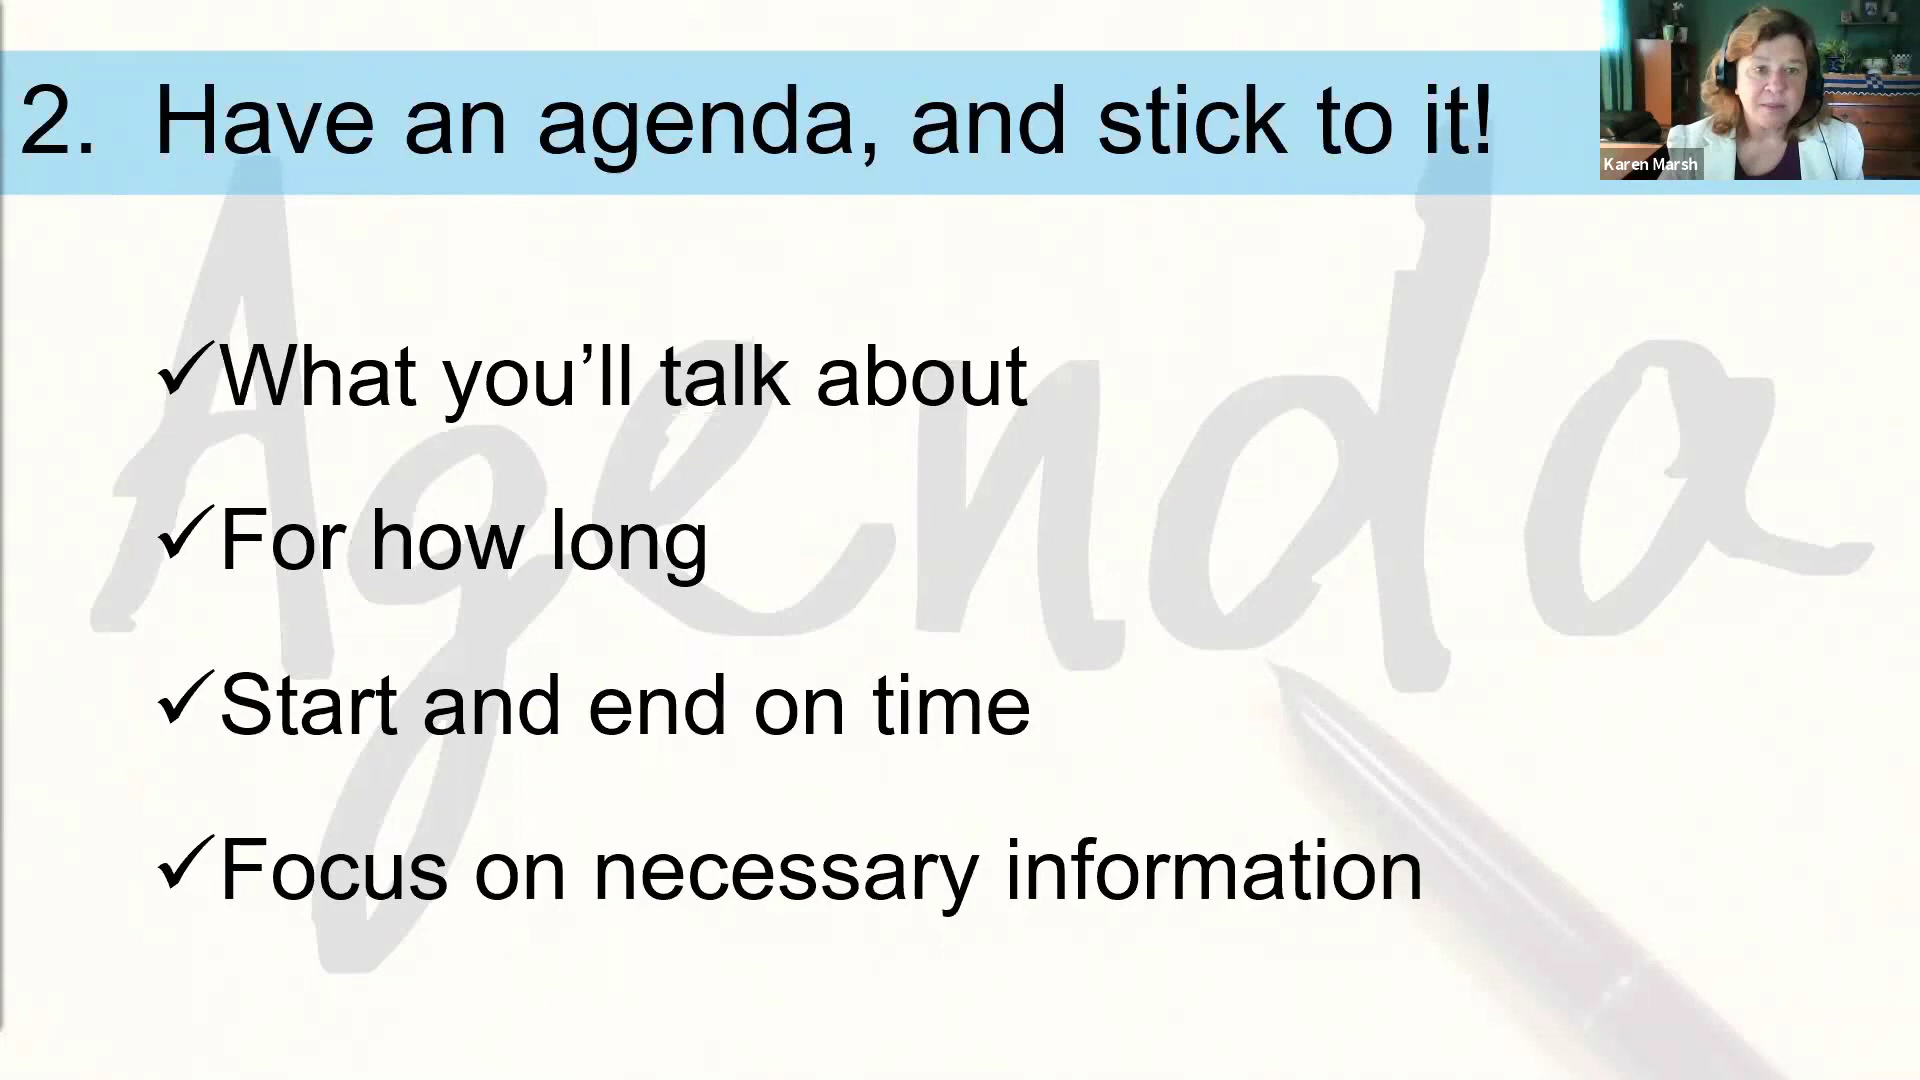 2. Have an agenda, and stick to it!
Karen Marsh
Agenda
✓What you’ll talk about
✓For how long
✓Start and end on time
✓Focus on necessary information